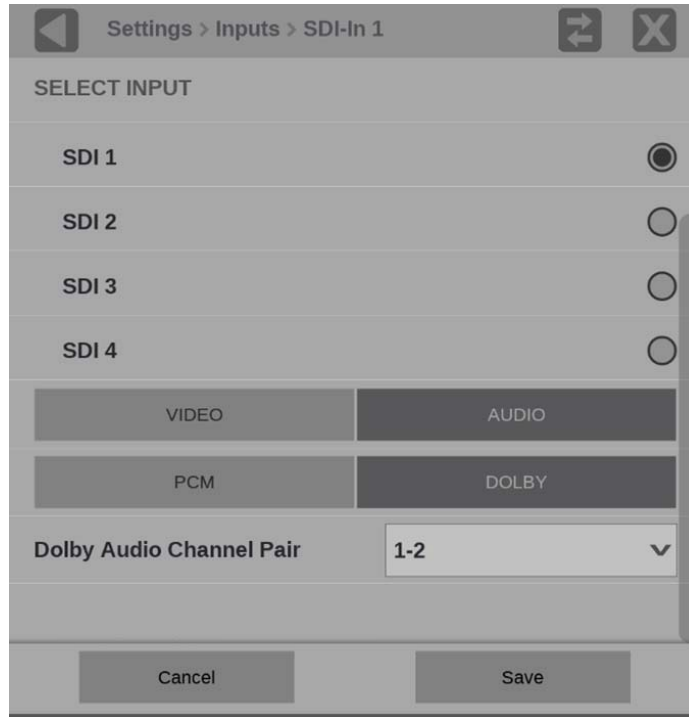 Settings > Inputs > SDI-In 1
SELECT INPUT
SDI 1
SDI 2
SDI 3
SDI 4
VIDEO AUDIO
PCM DOLBY
Dolby Audio Channel Pair 1-2
Cancel Save